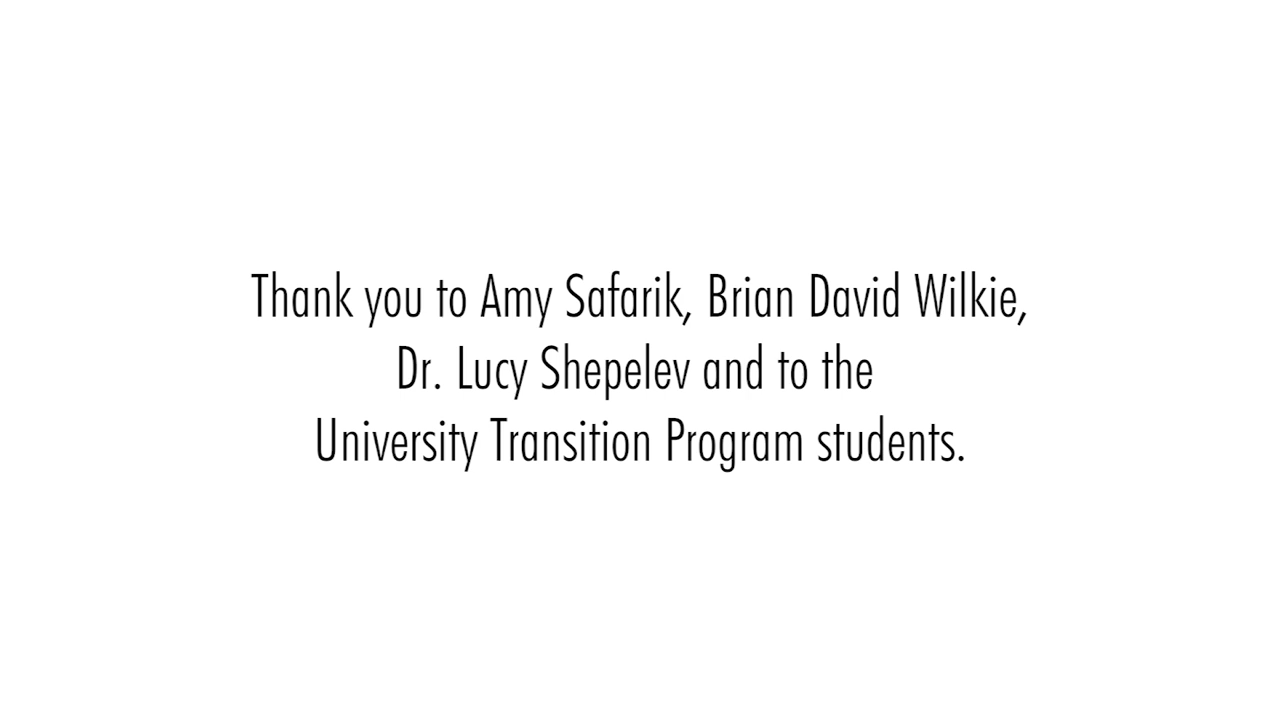 Thank you to Amy Safarik, Brian David Wilkie,
Dr. Lucy Shepelev and to the
University Transition Program students.